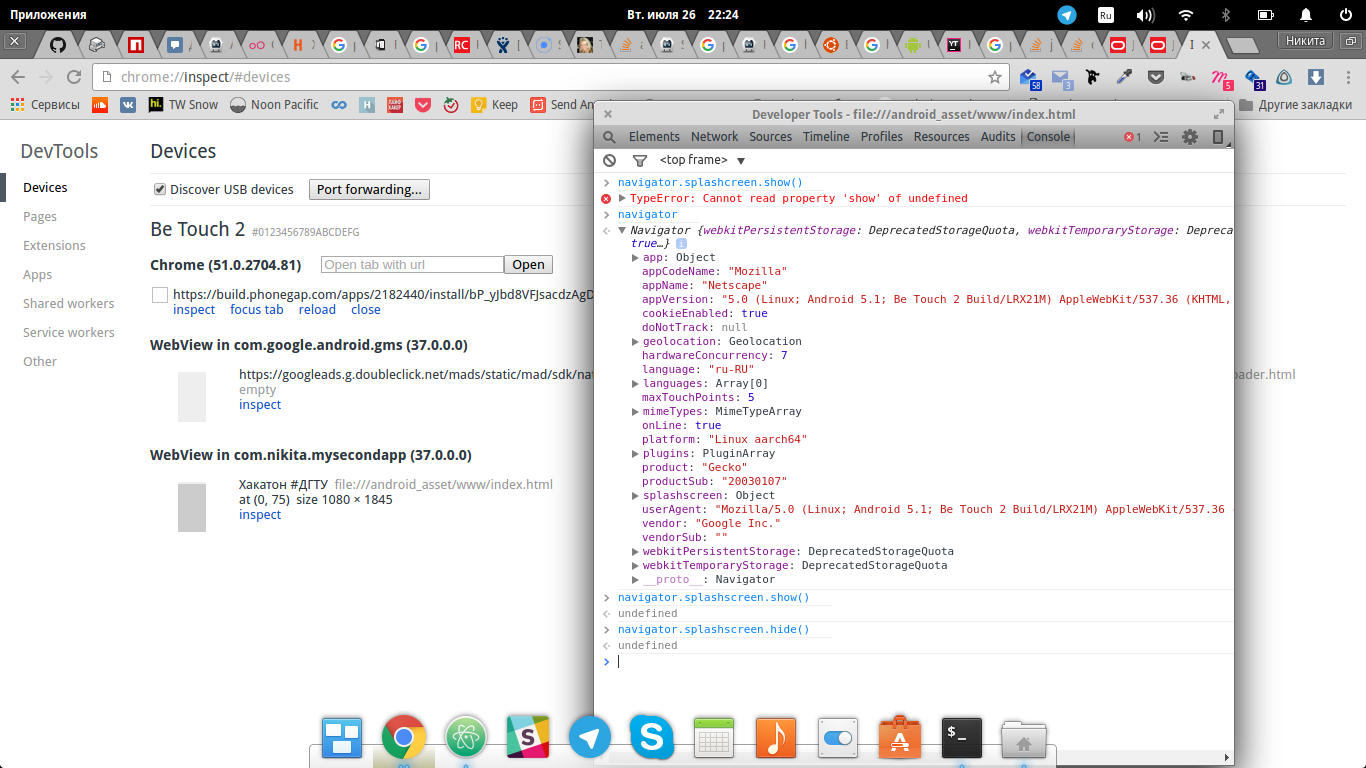 Приложения
Вт. июля 26 22:24
Ru
Никита
chrome://inspect/#devices
58
3
5
31
Сервисы
TW Snow
Noon Pacific
Keep
Send
Другие закладки
DevTools
Devices
Pages
Extensions
Apps
Shared workers
Service workers
Other
Devices
Discover USB devices
Port forwarding...
Be Touch 2 #0123456789ABCDEFG
Chrome (51.0.2704.81)
Open tab with url
Open
https://build.phonegap.com/apps/2182440/install/bP_yJbd8VFJsacdzAgD
inspect focus tab reload close
WebView in com.google.android.gms (37.0.0.0)
https://googleads.g.doubleclick.net/mads/static/mad/sdk/nat
ader.html
empty
inspect
WebView in com.nikita.mysecondapp (37.0.0.0)
Хакатон #ДГТУ file:///android_asset/www/index.html
at (0, 75) size 1080 × 1845
inspect
Developer Tools - file:///android_asset/www/index.html
Elements Network Sources Timeline Profiles Resources Audits Console
1
<top frame>
navigator.splashcreen.show()
TypeError: Cannot read property 'show' of undefined
navigator
Navigator {webkitPersistentStorage: DeprecatedStorageQuota, webkitTemporaryStorage: Depreca
true…}
app: Object
appCodeName: "Mozilla"
appName: "Netscape"
appVersion: "5.0 (Linux; Android 5.1; Be Touch 2 Build/LRX21M) AppleWebKit/537.36 (KHTML,
cookieEnabled: true
doNotTrack: null
geolocation: Geolocation
hardwareConcurrency: 7
language: "ru-RU"
languages: Array[0]
maxTouchPoints: 5
mimeTypes: MimeTypeArray
onLine: true
platform: "Linux aarch64"
plugins: PluginArray
product: "Gecko"
productSub: "20030107"
splashscreen: Object
userAgent: "Mozilla/5.0 (Linux; Android 5.1; Be Touch 2 Build/LRX21M) AppleWebKit/537.36
vendor: "Google Inc."
vendorSub: ""
webkitPersistentStorage: DeprecatedStorageQuota
webkitTemporaryStorage: DeprecatedStorageQuota
__proto__: Navigator
navigator.splashscreen.show()
undefined
navigator.splashscreen.hide()
undefined